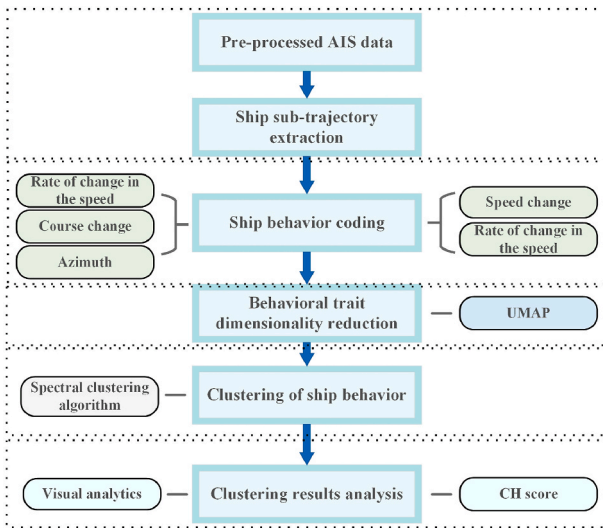 Pre-processed AIS data
Ship sub-trajectory
extraction
Rate of change in
the speed
Course change
Azimuth
Ship behavior coding
Speed change
Rate of change in
the speed
Behavioral trait
dimensionality reduction
UMAP
Spectral clustering
algorithm
Clustering of ship behavior
Visual analytics
Clustering results analysis
CH score